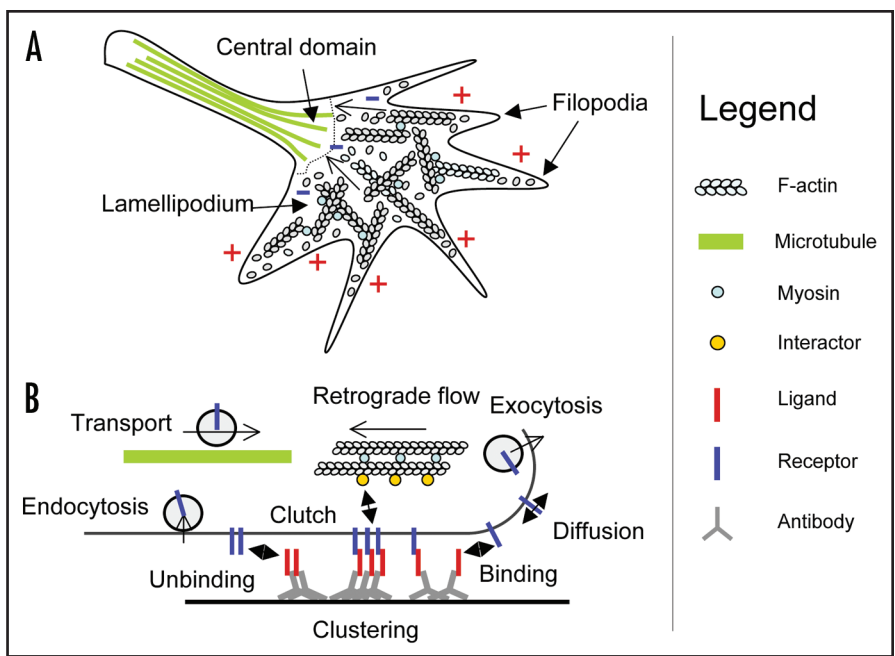 A
Central domain
Filopodia
Lamellipodium
+
+
+
+
+
+
-
-
-
B
Transport
Retrograde flow
Exocytosis
Endocytosis
Clutch
Diffusion
Unbinding
Binding
Clustering
Legend
F-actin
Microtubule
Myosin
Interactor
Ligand
Receptor
Antibody